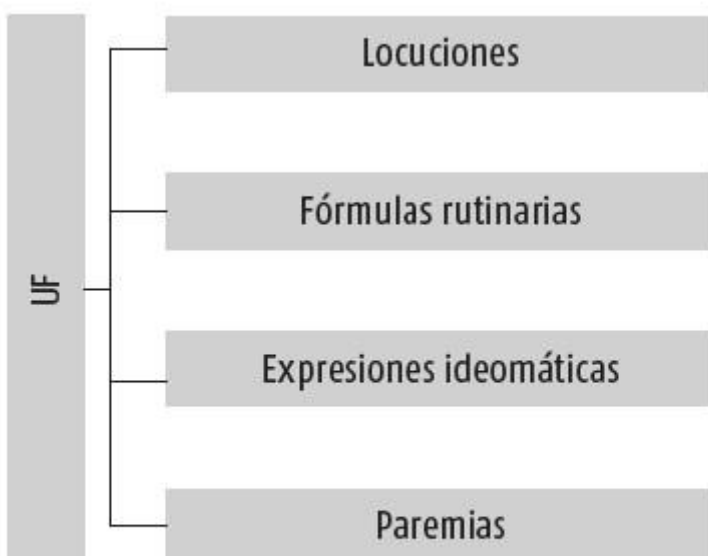 UF
Locuciones
Fórmulas rutinarias
Expresiones ideomáticas
Paremias